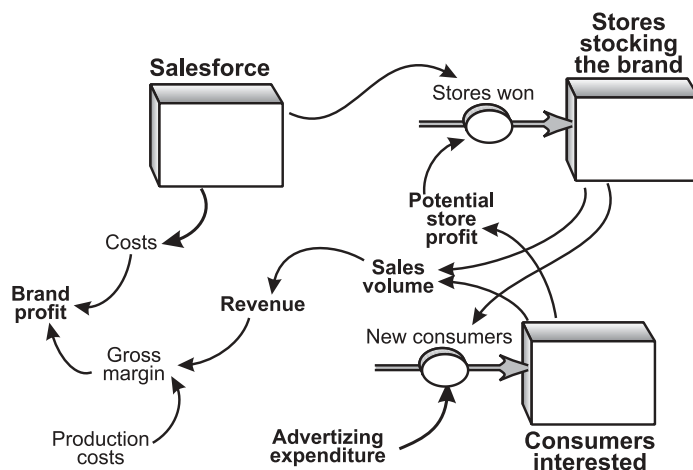 Stores
stocking
the brand
Salesforce
Stores won
Potential
store
profit
Costs
Sales
volume
Brand
profit
Revenue
New consumers
Gross
margin
Production
costs
Advertizing
expenditure
Consumers
interested